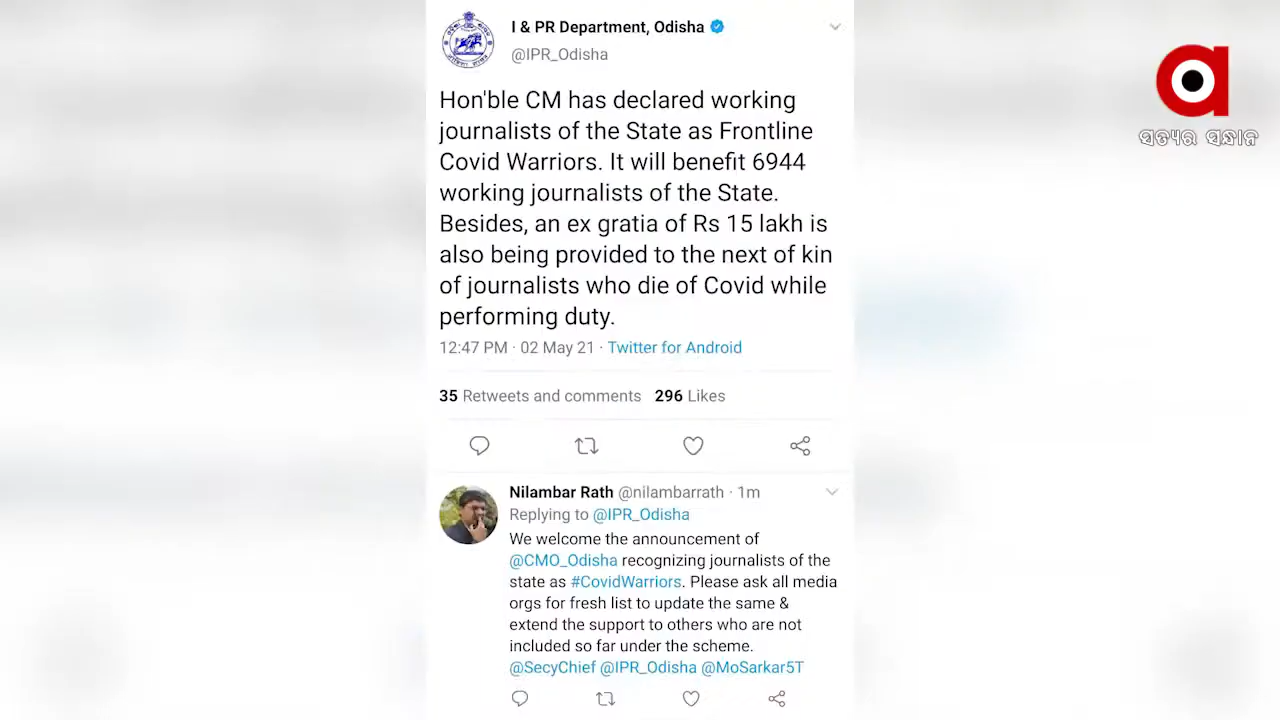 I & PR Department, Odisha
@IPR_Odisha
Hon'ble CM has declared working
journalists of the State as Frontline
Covid Warriors. It will benefit 6944
working journalists of the State.
Besides, an ex gratia of Rs 15 lakh is
also being provided to the next of kin
of journalists who die of Covid while
performing duty.
12:47 PM · 02 May 21 · Twitter for Android
35 Retweets and comments 296 Likes
Nilambar Rath @nilambarrath · 1m
Replying to @IPR_Odisha
We welcome the announcement of
@CMO_Odisha recognizing journalists of the
state as #CovidWarriors. Please ask all media
orgs for fresh list to update the same &
extend the support to others who are not
included so far under the scheme.
@SecyChief @IPR_Odisha @MoSarkar5T
ସତ୍ୟର ସନ୍ଧାନ